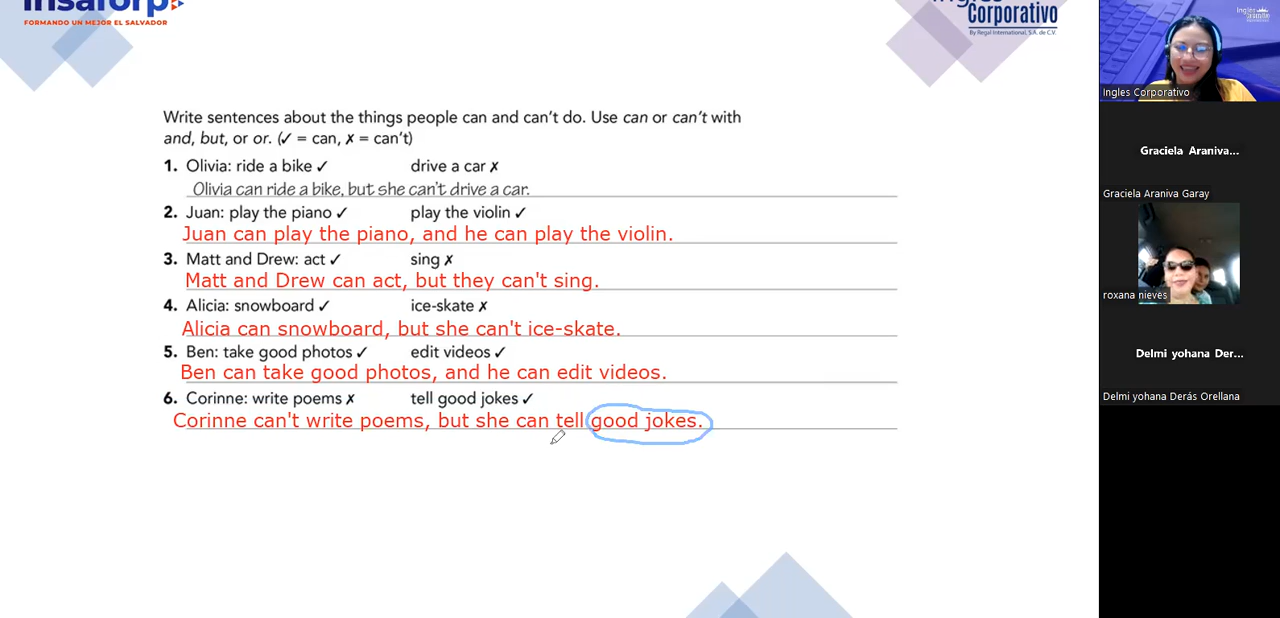 insaforp
FORMANDO UN MEJOR EL SALVADOR
Inglés
Corporativo
By Regal International, S.A. de C.V.
Write sentences about the things people can and can't do. Use can or can't with
and, but, or or. (✓ = can, ✗ = can't)
1. Olivia: ride a bike ✓ drive a car ✗
Olivia can ride a bike, but she can't drive a car.
2. Juan: play the piano ✓ play the violin ✓
Juan can play the piano, and he can play the violin.
3. Matt and Drew: act ✓ sing ✗
Matt and Drew can act, but they can't sing.
4. Alicia: snowboard ✓ ice-skate ✗
Alicia can snowboard, but she can't ice-skate.
5. Ben: take good photos ✓ edit videos ✓
Ben can take good photos, and he can edit videos.
6. Corinne: write poems ✗ tell good jokes ✓
Corinne can't write poems, but she can tell good jokes.
Ingles Corporativo
Graciela Araniva...
Graciela Araniva Garay
roxana nieves
Delmi yohana Der...
Delmi yohana Derás Orellana